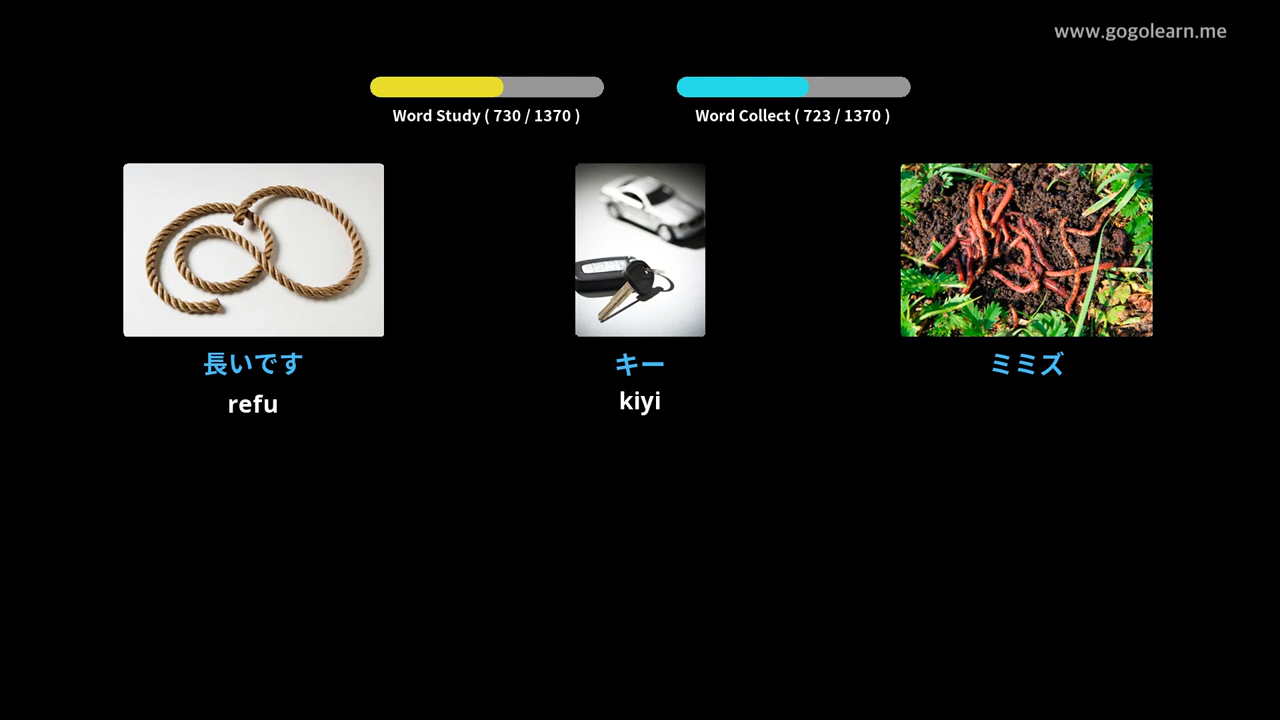 www.gogolearn.me
Word Study ( 730 / 1370 )
Word Collect ( 723 / 1370 )
長いです
refu
キー
kiyi
ミミズ